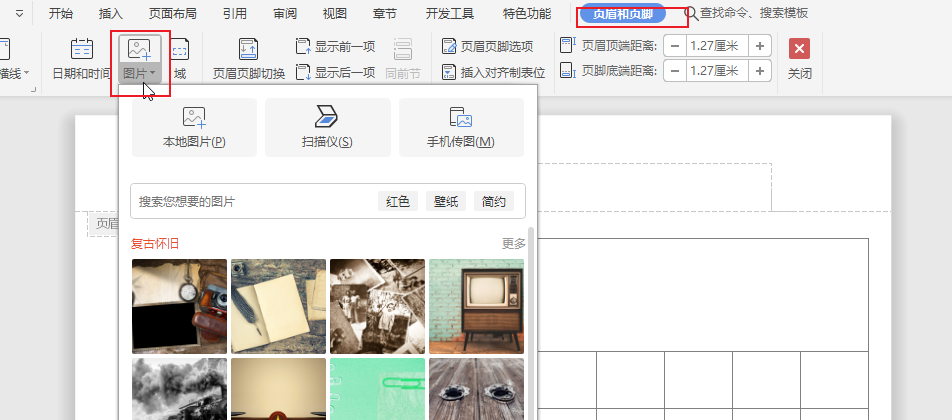 开始 插入 页面布局 引用 审阅 视图 章节 开发工具 特色功能 页眉和页脚 查找命令、搜索模板
横线 日期和时间 图片 域 页眉页脚切换 显示前一项 显示后一项 同前节 页眉页脚选项 插入对齐制表位 页眉顶端距离: 1.27厘米 页脚底端距离: 1.27厘米 关闭
本地图片(P) 扫描仪(S) 手机传图(M)
搜索您想要的图片 红色 壁纸 简约
页眉
复古怀旧 更多